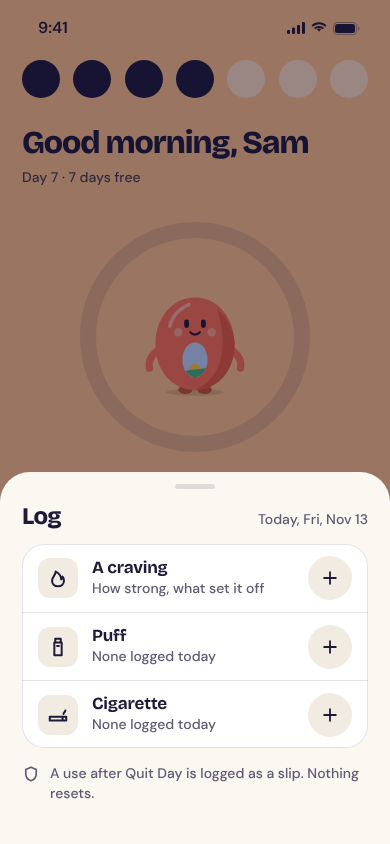 9:41
Good morning, Sam
Day 7 · 7 days free
Log
Today, Fri, Nov 13
A craving
How strong, what set it off
Puff
None logged today
Cigarette
None logged today
A use after Quit Day is logged as a slip. Nothing
resets.